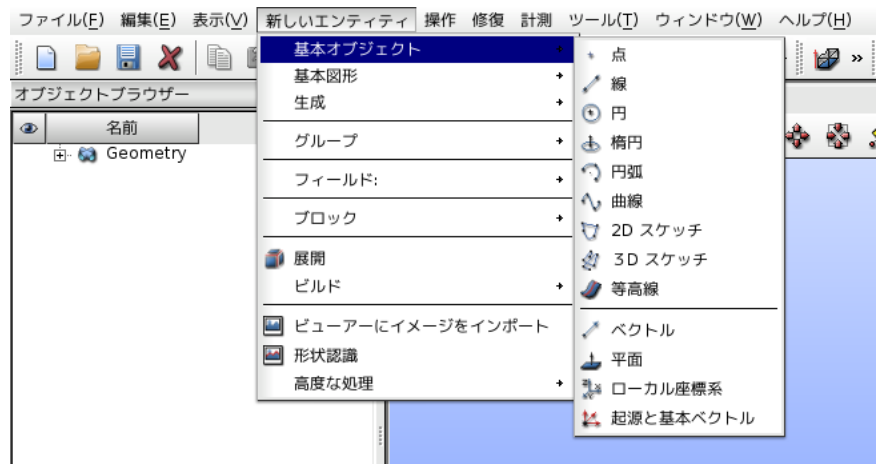 ファイル(F) 編集(E) 表示(V) 新しいエンティティ 操作 修復 計測 ツール(T) ウィンドウ(W) ヘルプ(H)
オブジェクトブラウザー
名前
Geometry
基本オブジェクト
基本図形
生成
グループ
フィールド:
ブロック
展開
ビルド
ビューアーにイメージをインポート
形状認識
高度な処理
点
線
円
楕円
円弧
曲線
2D スケッチ
３D スケッチ
等高線
ベクトル
平面
ローカル座標系
起源と基本ベクトル